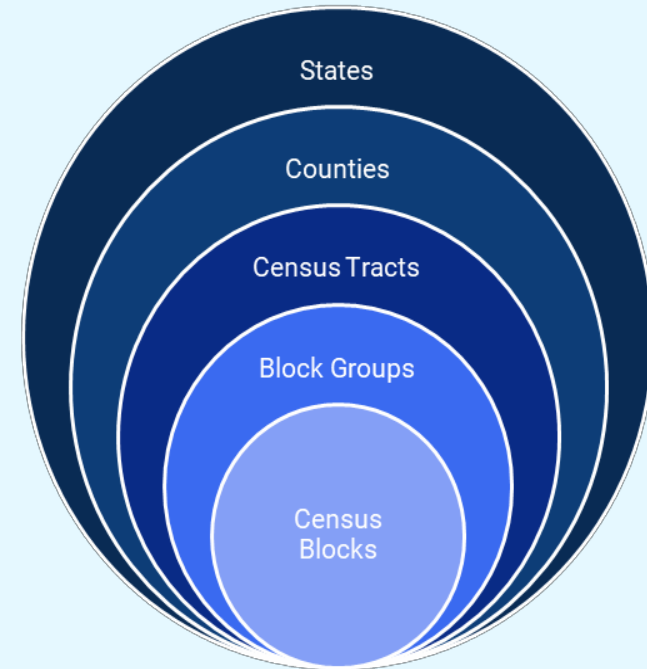 States
Counties
Census Tracts
Block Groups
Census
Blocks